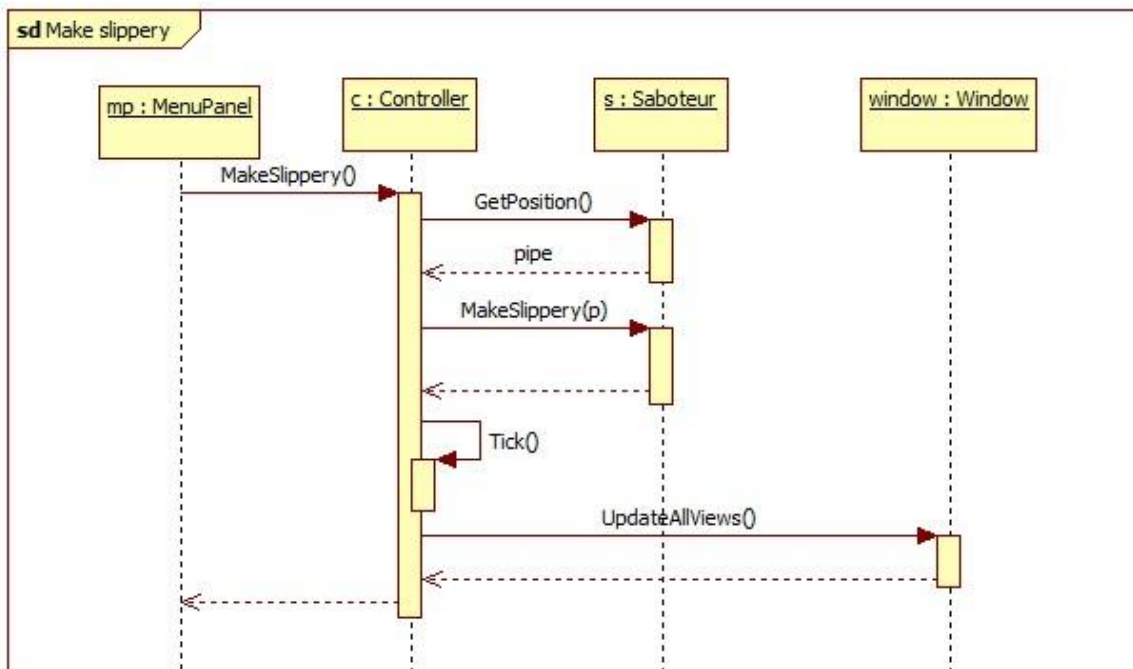 sd Make slippery
mp : MenuPanel
c : Controller
s : Saboteur
window : Window
MakeSlippery()
GetPosition()
pipe
MakeSlippery(p)
Tick()
UpdateAllViews()